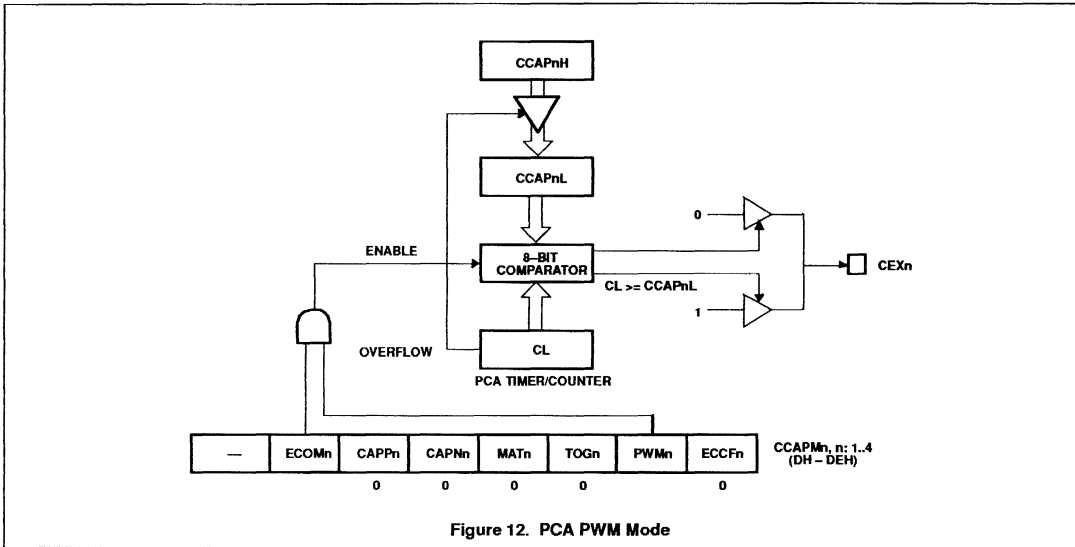 CCAPnH
CCAPnL
0
ENABLE
8–BIT
COMPARATOR
CEXn
CL >= CCAPnL
1
OVERFLOW
CL
PCA TIMER/COUNTER
— ECOMn CAPPn CAPNn MATn TOGn PWMn ECCFn
CCAPMn, n: 1..4
(DH – DEH)
0 0 0 0 0
Figure 12. PCA PWM Mode